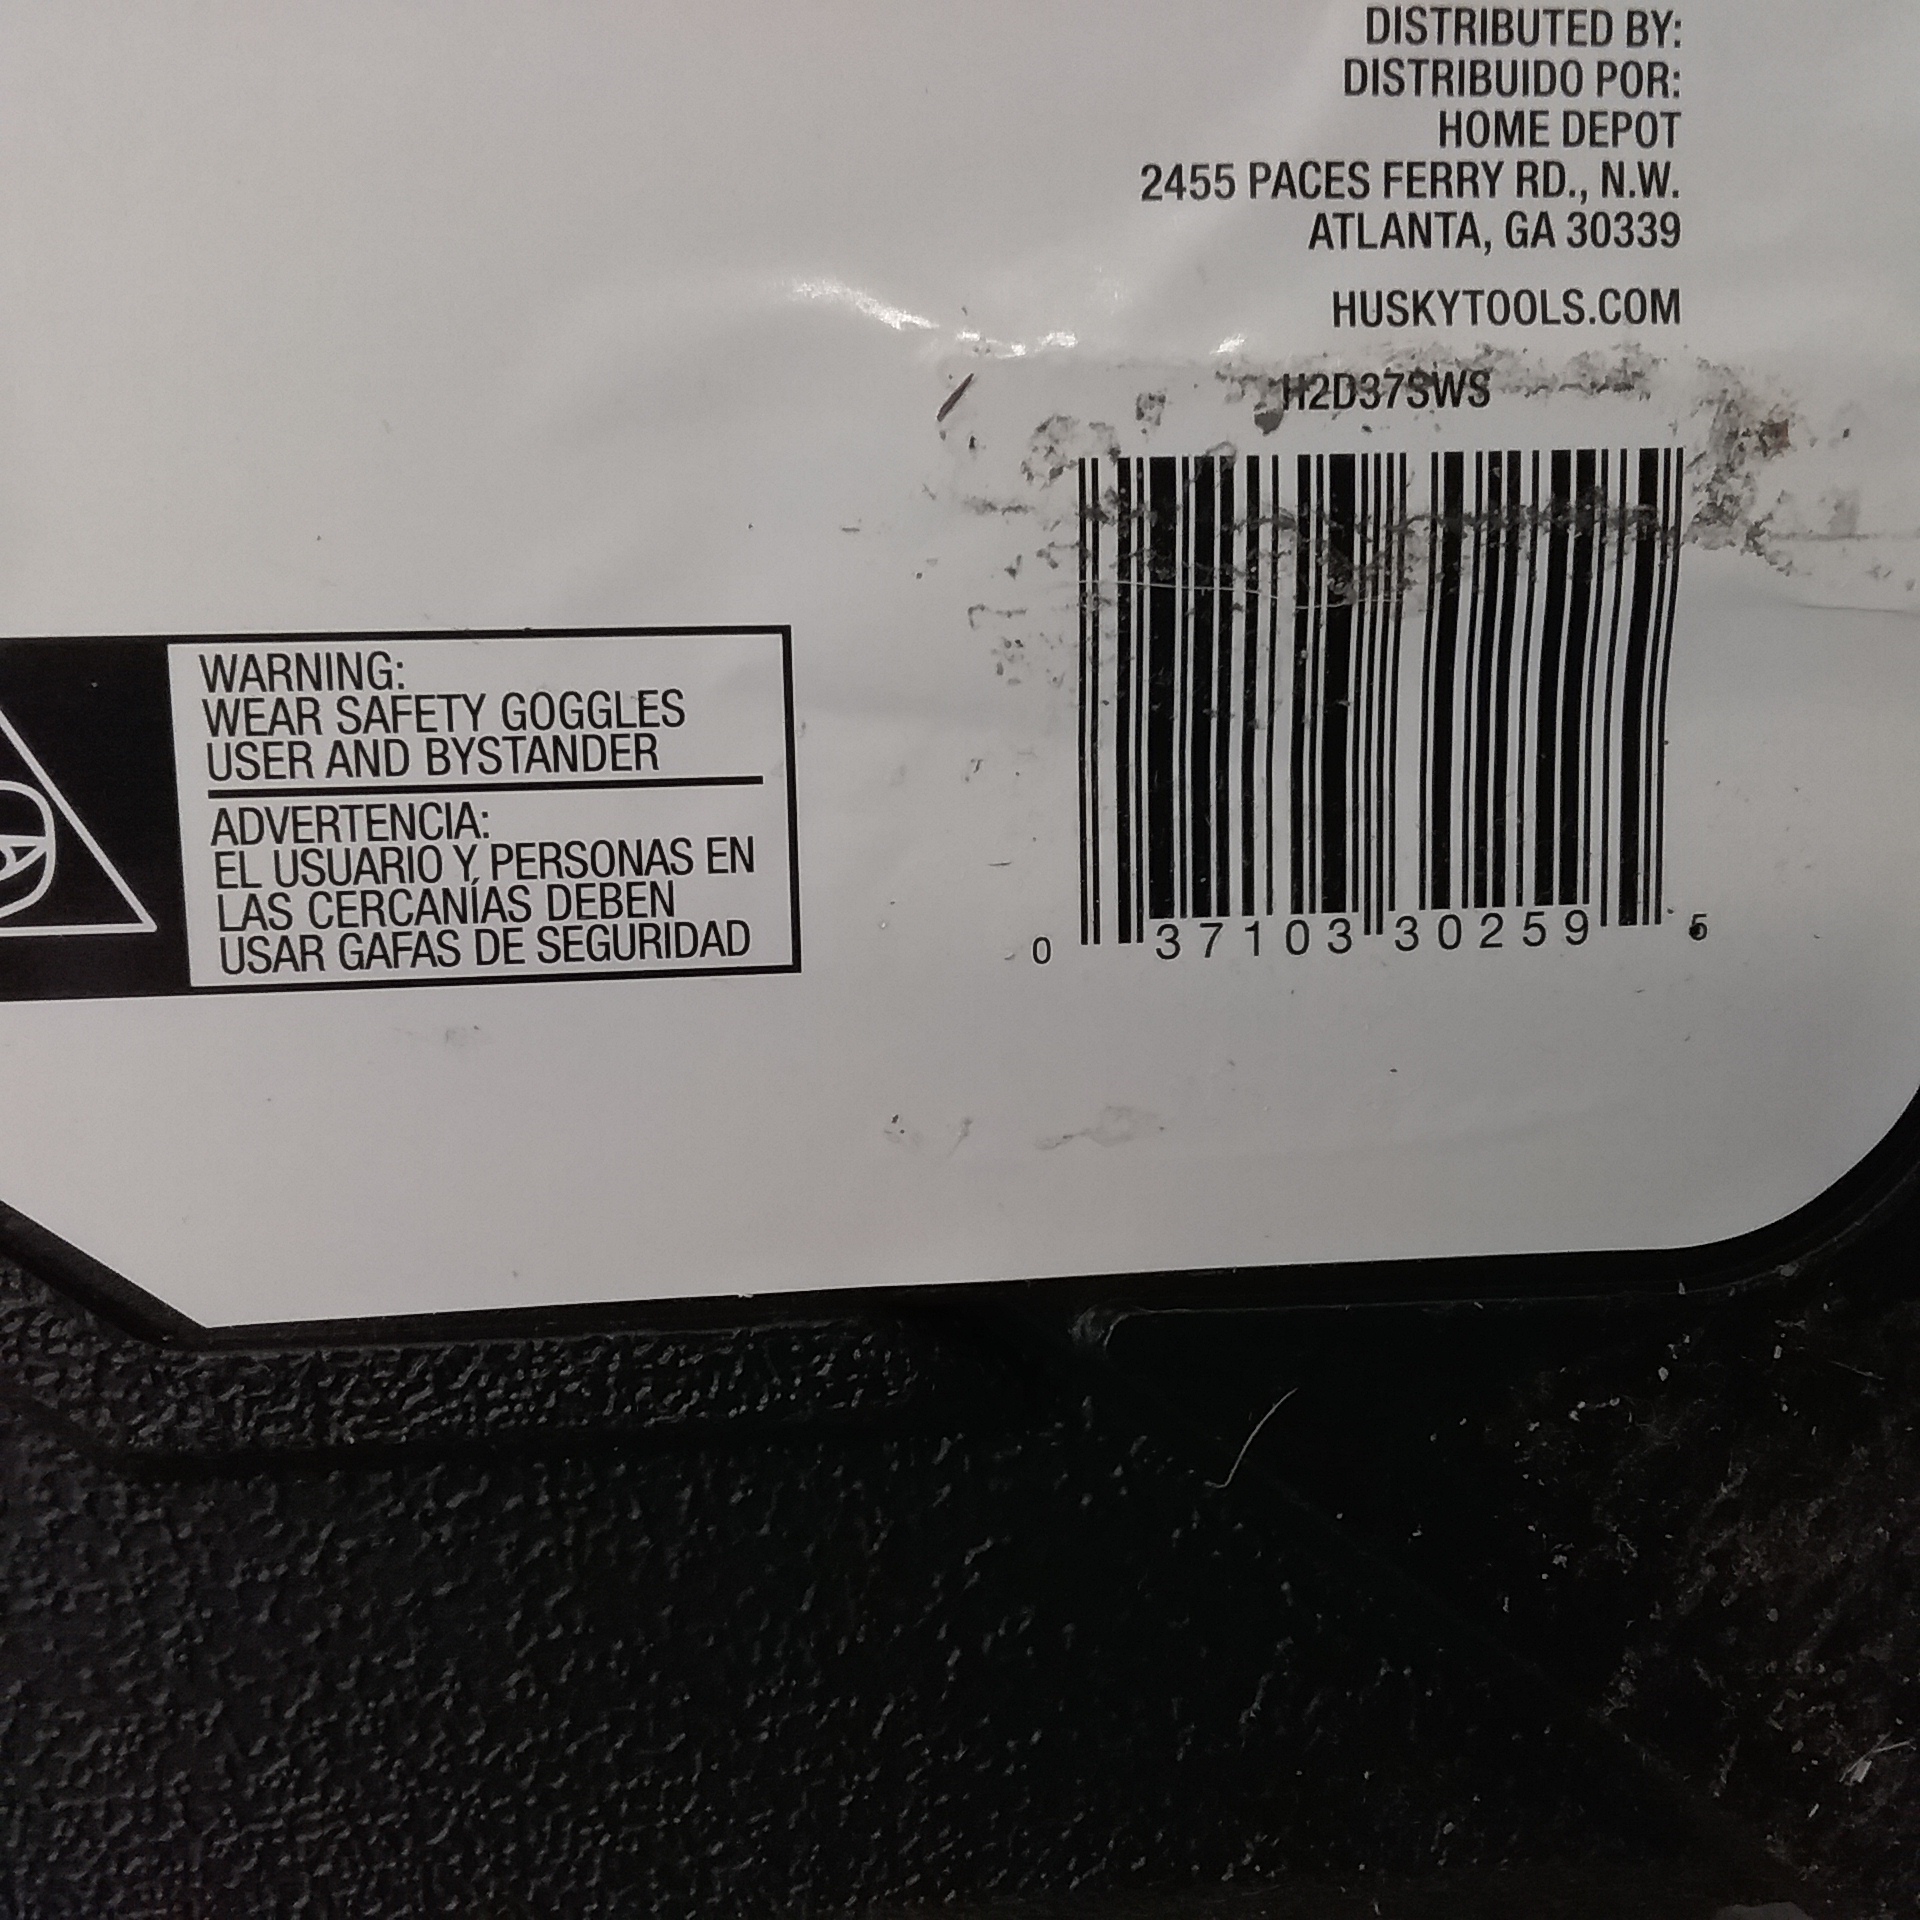 DISTRIBUTED BY:
DISTRIBUIDO POR:
HOME DEPOT
2455 PACES FERRY RD., N.W.
ATLANTA, GA 30339
HUSKYTOOLS.COM
H2D37SWS
0 37103 30259 5
WARNING:
WEAR SAFETY GOGGLES
USER AND BYSTANDER
ADVERTENCIA:
EL USUARIO Y PERSONAS EN
LAS CERCANÍAS DEBEN
USAR GAFAS DE SEGURIDAD